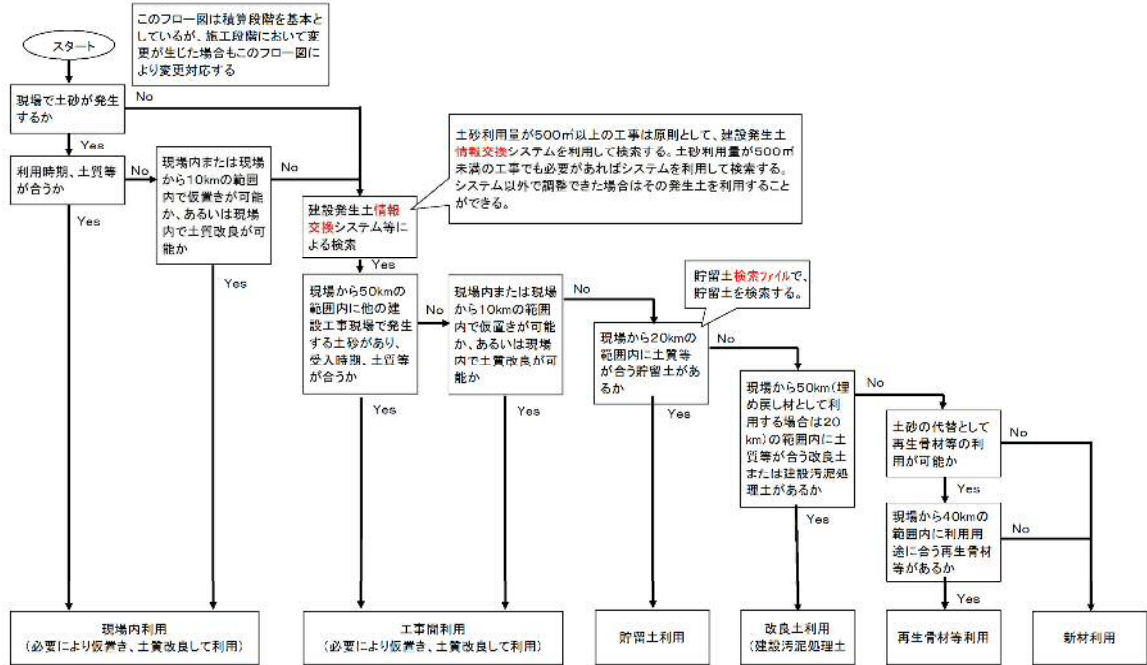 このフロー図は積算段階を基本とし
ているが、施工段階において変
更が生じた場合もこのフロー図に
より変更対応する
スタート
現場で土砂が発生
するか
No
Yes
利用時期、土質等
が合うか
No
Yes
現場内または現場
から10kmの範囲
内で仮置きが可能
か、あるいは現場
内で土質改良が可
能か
No
Yes
土砂利用量が500㎥以上の工事は原則として、建設発生土
情報交換システムを利用して検索する。土砂利用量が500㎥
未満の工事でも必要があればシステムを利用して検索する。
システム以外で調整できた場合はその発生土を利用すること
ができる。
建設発生土情報
交換システム等に
よる検索
Yes
現場から50kmの
範囲内に他の建
設工事現場で発生
する土砂があり、
受入時期、土質等
が合うか
No
Yes
現場内または現場
から10kmの範囲
内で仮置きが可能
か、あるいは現場
内で土質改良が可
能か
No
Yes
貯留土検索ファイルで、
貯留土を検索する。
現場から20kmの
範囲内に土質等
が合う貯留土があ
るか
No
Yes
現場から50km(埋
め戻し材として利
用する場合は20
km)の範囲内に土
質等が合う改良土
または建設汚泥処
理土があるか
No
Yes
土砂の代替として
再生骨材等の利
用が可能か
No
Yes
現場から40kmの
範囲内に利用用
途に合う再生骨材
等があるか
No
Yes
現場内利用
(必要により仮置き、土質改良して利用)
工事間利用
(必要により仮置き、土質改良して利用)
貯留土利用
改良土利用
(建設汚泥処理土
再生骨材等利用
新材利用